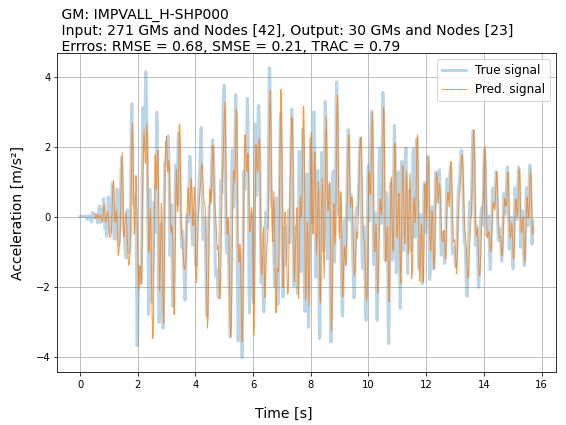 GM: IMPVALL_H-SHP000
Input: 271 GMs and Nodes [42], Output: 30 GMs and Nodes [23]
Errros: RMSE = 0.68, SMSE = 0.21, TRAC = 0.79
True signal
Pred. signal
Acceleration [m/s²]
4
2
0
−2
−4
0 2 4 6 8 10 12 14 16
Time [s]